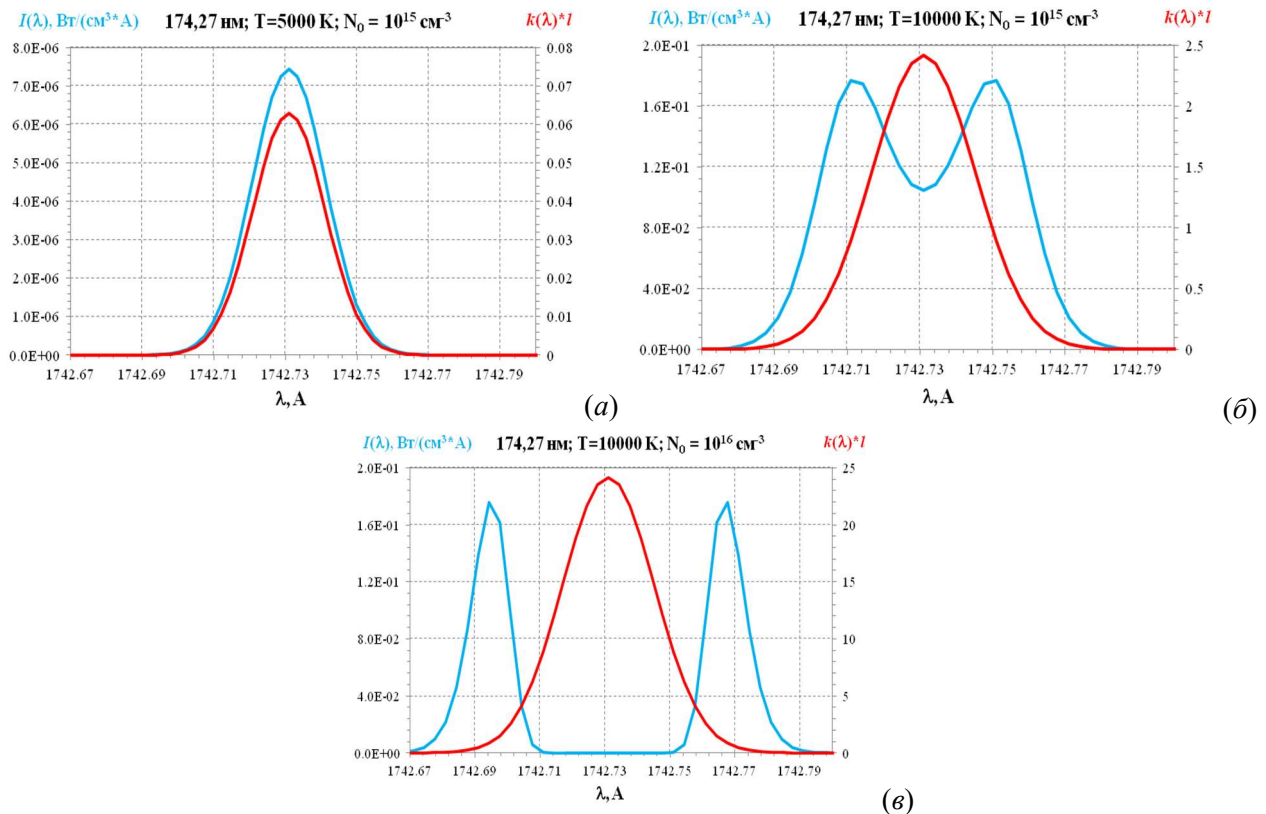 I(λ), Вт/(см³*А) 174,27 нм; T=5000 K; N₀ = 10¹⁵ см⁻³ k(λ)*l
8.0E-06 0.08
7.0E-06 0.07
6.0E-06 0.06
5.0E-06 0.05
4.0E-06 0.04
3.0E-06 0.03
2.0E-06 0.02
1.0E-06 0.01
0.0E+00 0
1742.67 1742.69 1742.71 1742.73 1742.75 1742.77 1742.79
λ, А
(а)
I(λ), Вт/(см³*А) 174,27 нм; T=10000 K; N₀ = 10¹⁵ см⁻³ k(λ)*l
2.0E-01 2.5
1.6E-01 2
1.2E-01 1.5
8.0E-02 1
4.0E-02 0.5
0.0E+00 0
1742.67 1742.69 1742.71 1742.73 1742.75 1742.77 1742.79
λ, А
(б)
I(λ), Вт/(см³*А) 174,27 нм; T=10000 K; N₀ = 10¹⁶ см⁻³ k(λ)*l
2.0E-01 25
1.6E-01 20
1.2E-01 15
8.0E-02 10
4.0E-02 5
0.0E+00 0
1742.67 1742.69 1742.71 1742.73 1742.75 1742.77 1742.79
λ, А
(в)